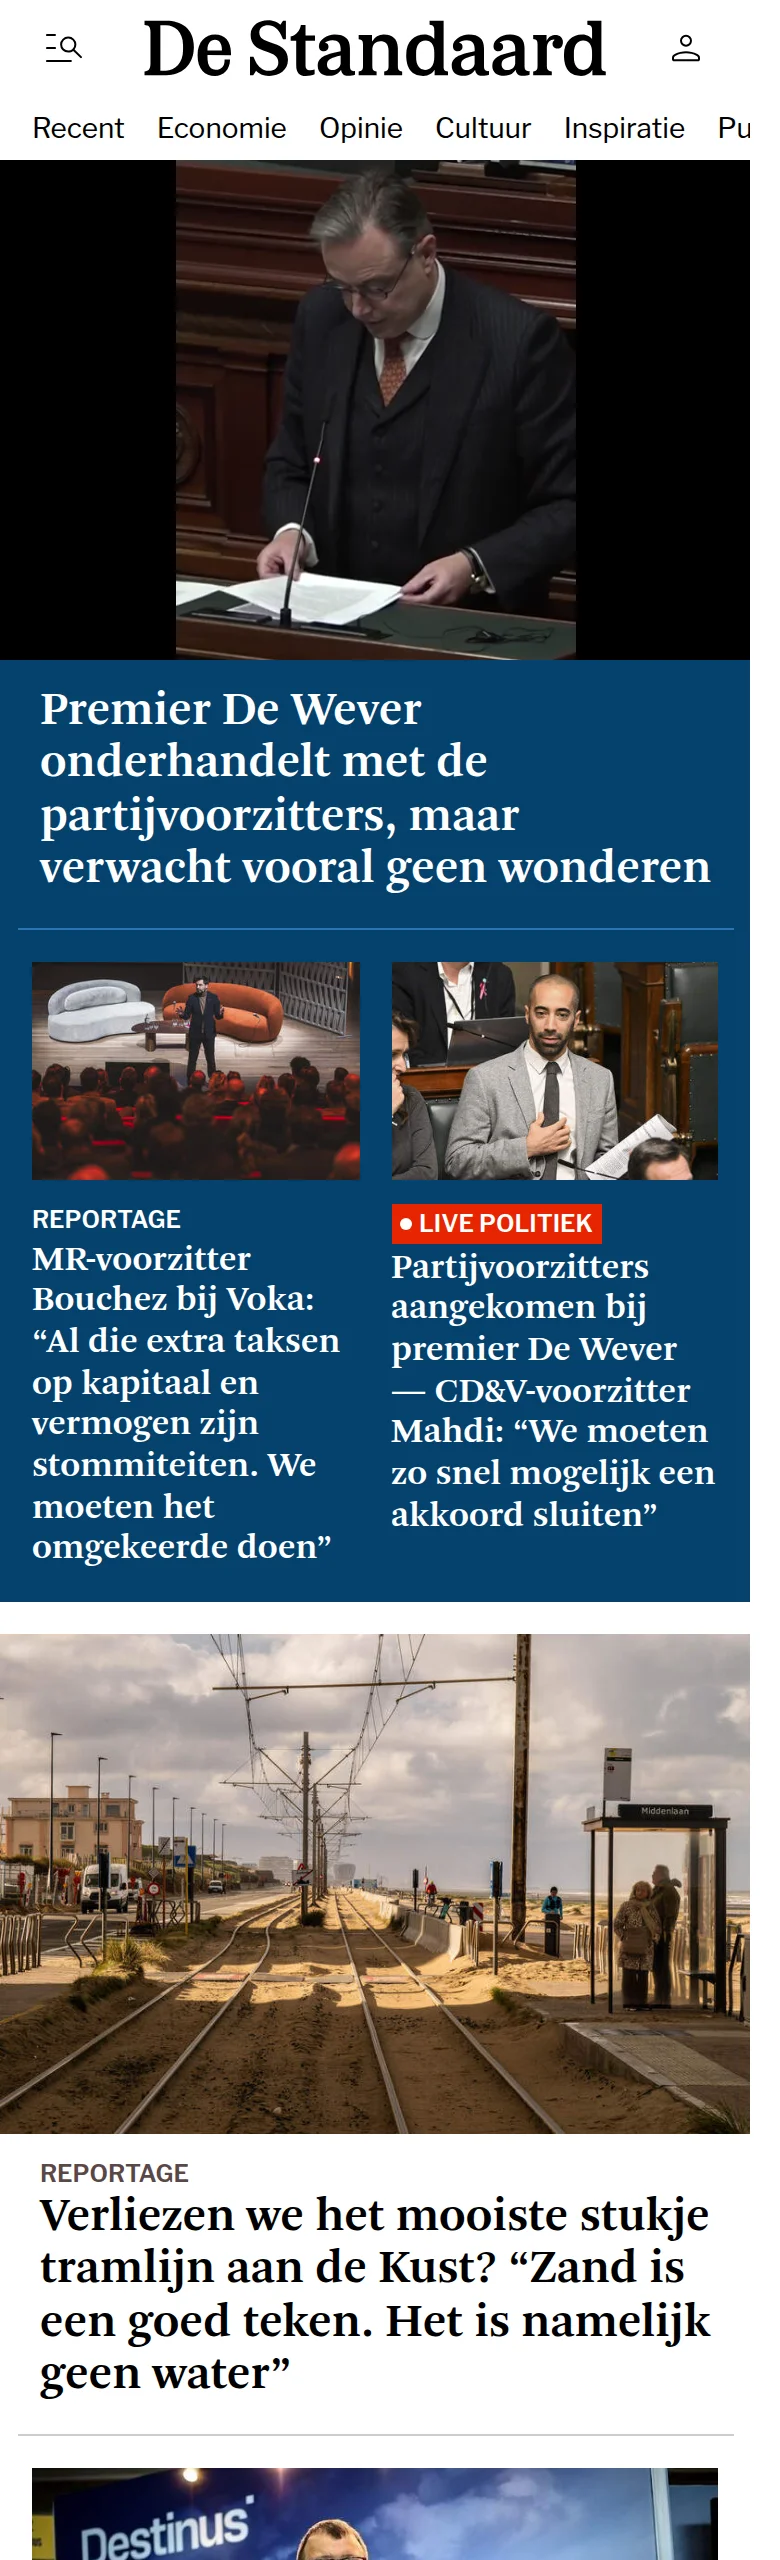 De Standaard
Recent Economie Opinie Cultuur Inspiratie Pu
Premier De Wever
onderhandelt met de
partijvoorzitters, maar
verwacht vooral geen wonderen
REPORTAGE
MR-voorzitter
Bouchez bij Voka:
“Al die extra taksen
op kapitaal en
vermogen zijn
stommiteiten. We
moeten het
omgekeerde doen”
LIVE POLITIEK
Partijvoorzitters
aangekomen bij
premier De Wever
— CD&V-voorzitter
Mahdi: “We moeten
zo snel mogelijk een
akkoord sluiten”
Middenlaan
REPORTAGE
Verliezen we het mooiste stukje
tramlijn aan de Kust? “Zand is
een goed teken. Het is namelijk
geen water”
Destinus